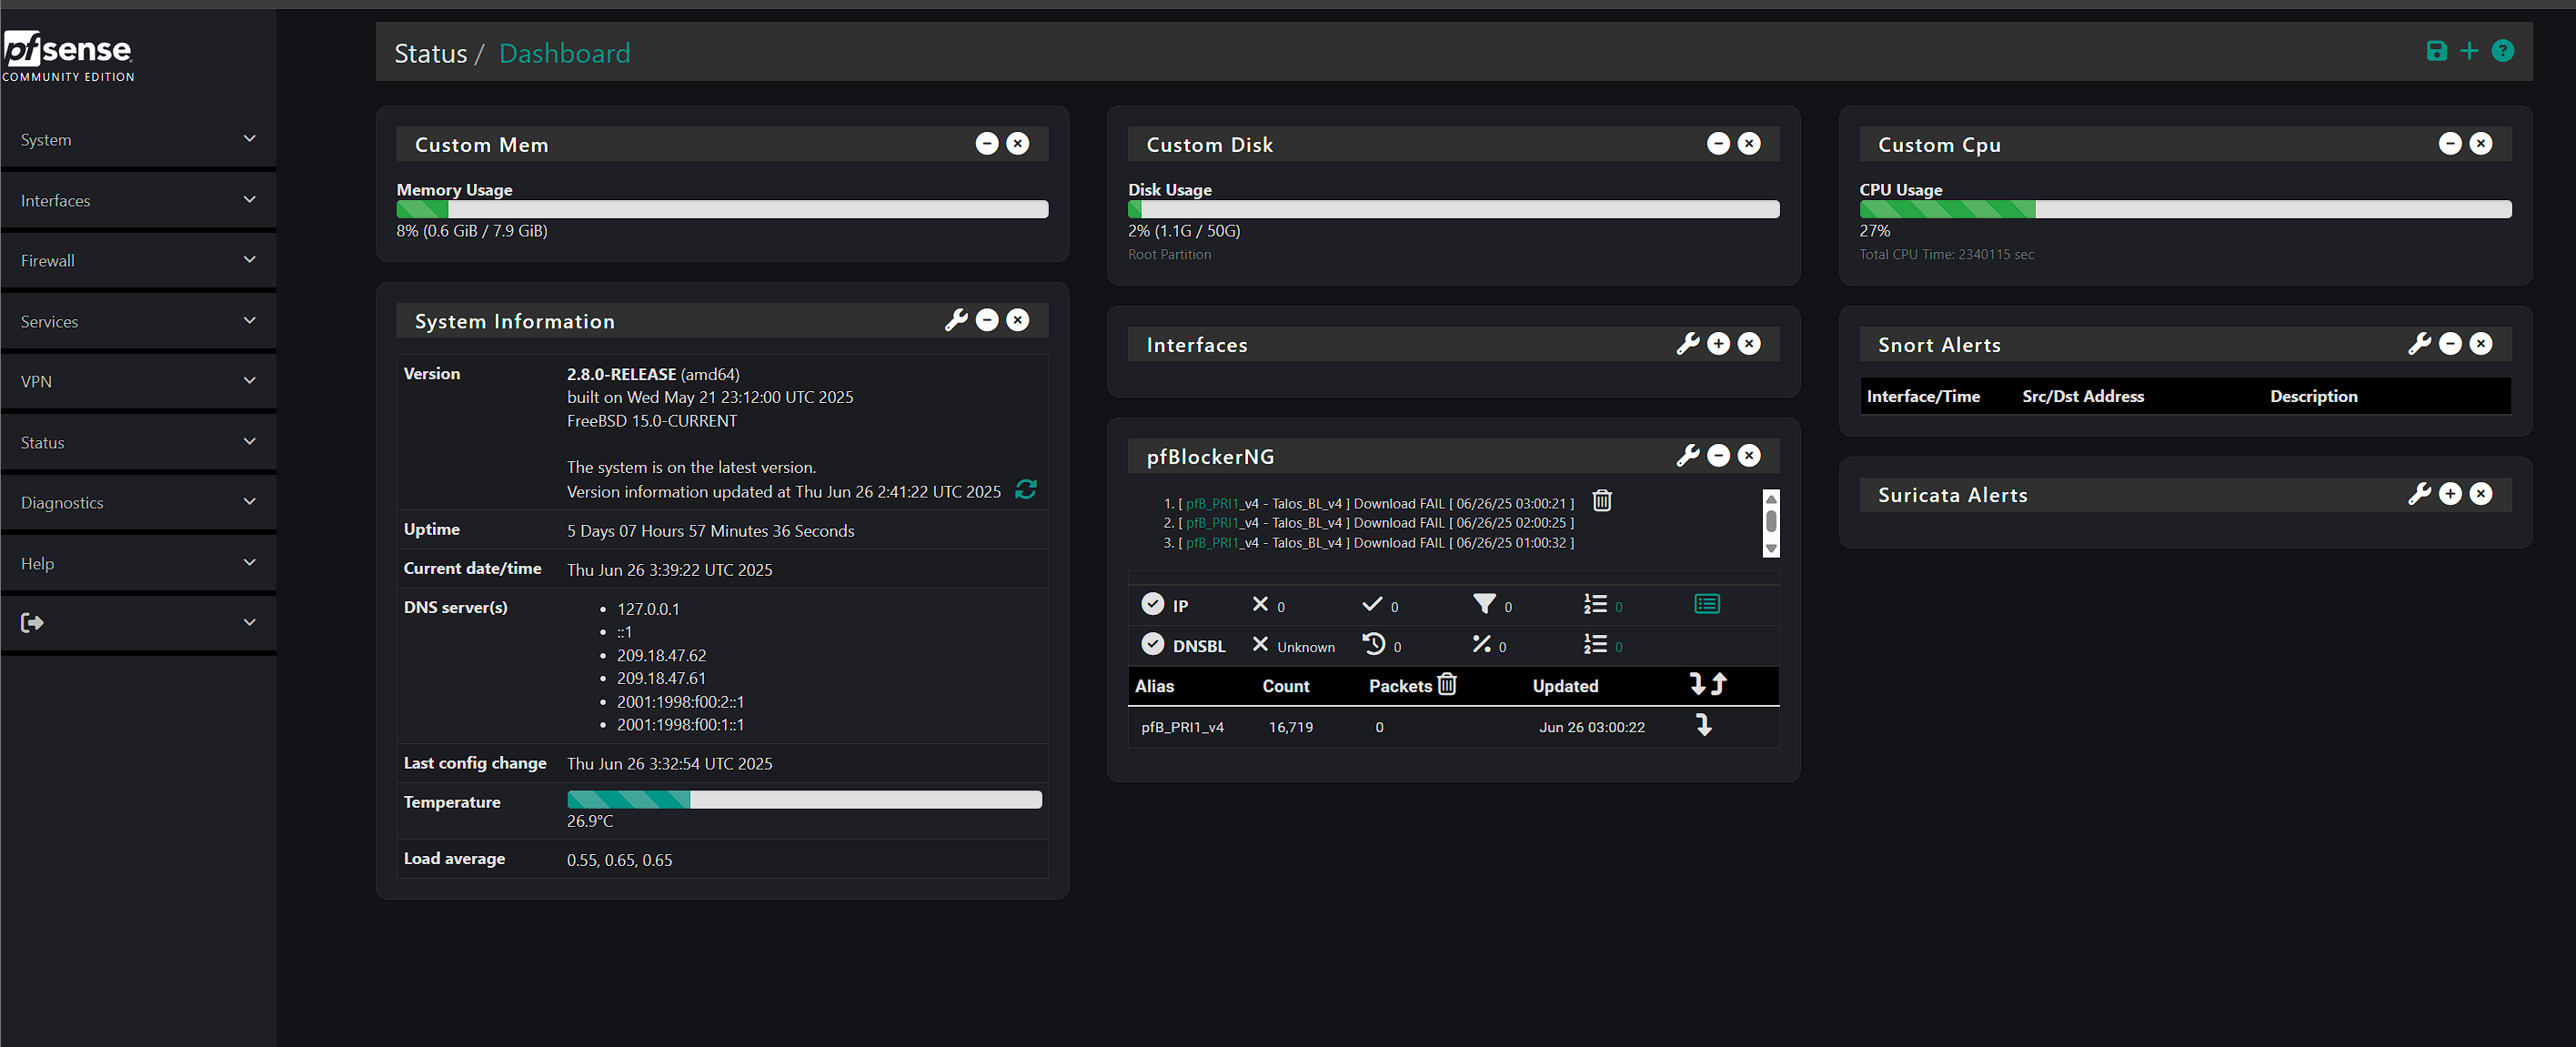 pfsense
COMMUNITY EDITION
System
Interfaces
Firewall
Services
VPN
Status
Diagnostics
Help
Status / Dashboard
Custom Mem
Memory Usage
8% (0.6 GiB / 7.9 GiB)
System Information
Version
2.8.0-RELEASE (amd64)
built on Wed May 21 23:12:00 UTC 2025
FreeBSD 15.0-CURRENT
The system is on the latest version.
Version information updated at Thu Jun 26 2:41:22 UTC 2025
Uptime 5 Days 07 Hours 57 Minutes 36 Seconds
Current date/time Thu Jun 26 3:39:22 UTC 2025
DNS server(s)
• 127.0.0.1
• ::1
• 209.18.47.62
• 209.18.47.61
• 2001:1998:f00:2::1
• 2001:1998:f00:1::1
Last config change Thu Jun 26 3:32:54 UTC 2025
Temperature
26.9°C
Load average 0.55, 0.65, 0.65
Custom Disk
Disk Usage
2% (1.1G / 50G)
Root Partition
Interfaces
pfBlockerNG
1. [ pfB_PRI1_v4 - Talos_BL_v4 ] Download FAIL [ 06/26/25 03:00:21 ]
2. [ pfB_PRI1_v4 - Talos_BL_v4 ] Download FAIL [ 06/26/25 02:00:25 ]
3. [ pfB_PRI1_v4 - Talos_BL_v4 ] Download FAIL [ 06/26/25 01:00:32 ]
IP 0 0 0 0
DNSBL Unknown 0 0 0
Alias Count Packets Updated
pfB_PRI1_v4 16,719 0 Jun 26 03:00:22
Custom Cpu
CPU Usage
27%
Total CPU Time: 2340115 sec
Snort Alerts
Interface/Time Src/Dst Address Description
Suricata Alerts